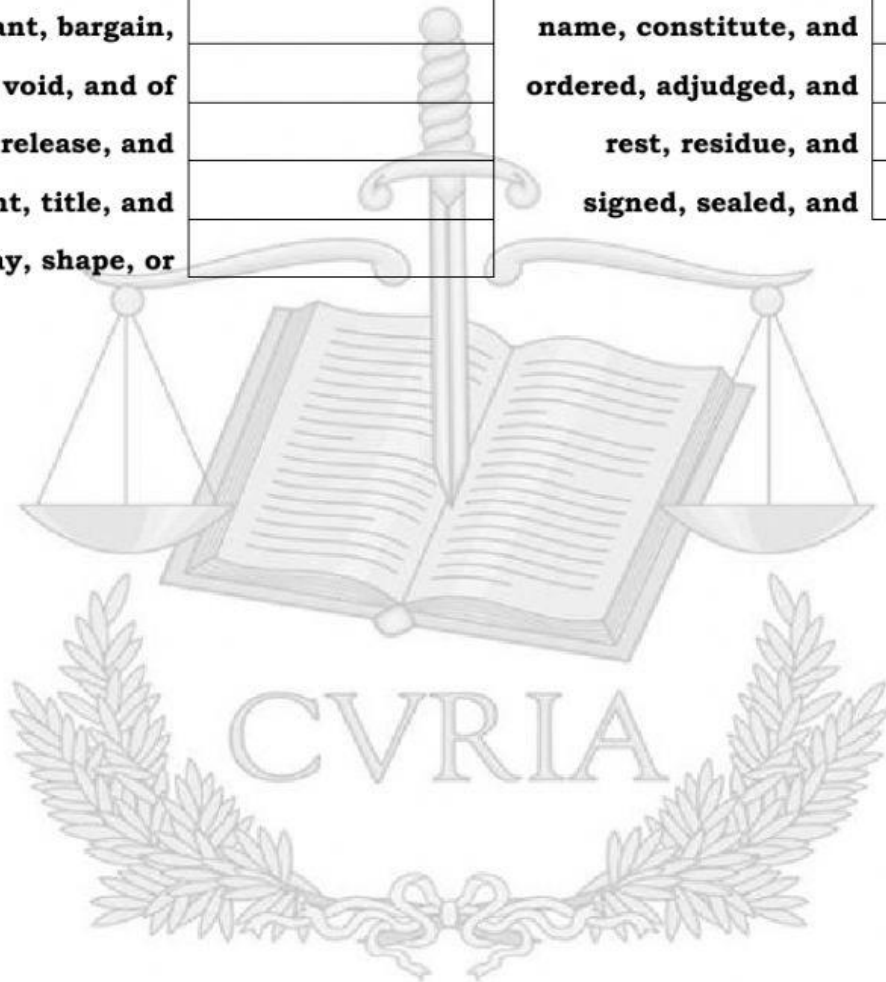 ant, bargain,
void, and of
release, and
nt, title, and
ay, shape, or
name, constitute, and
ordered, adjudged, and
rest, residue, and
signed, sealed, and
CVRIA